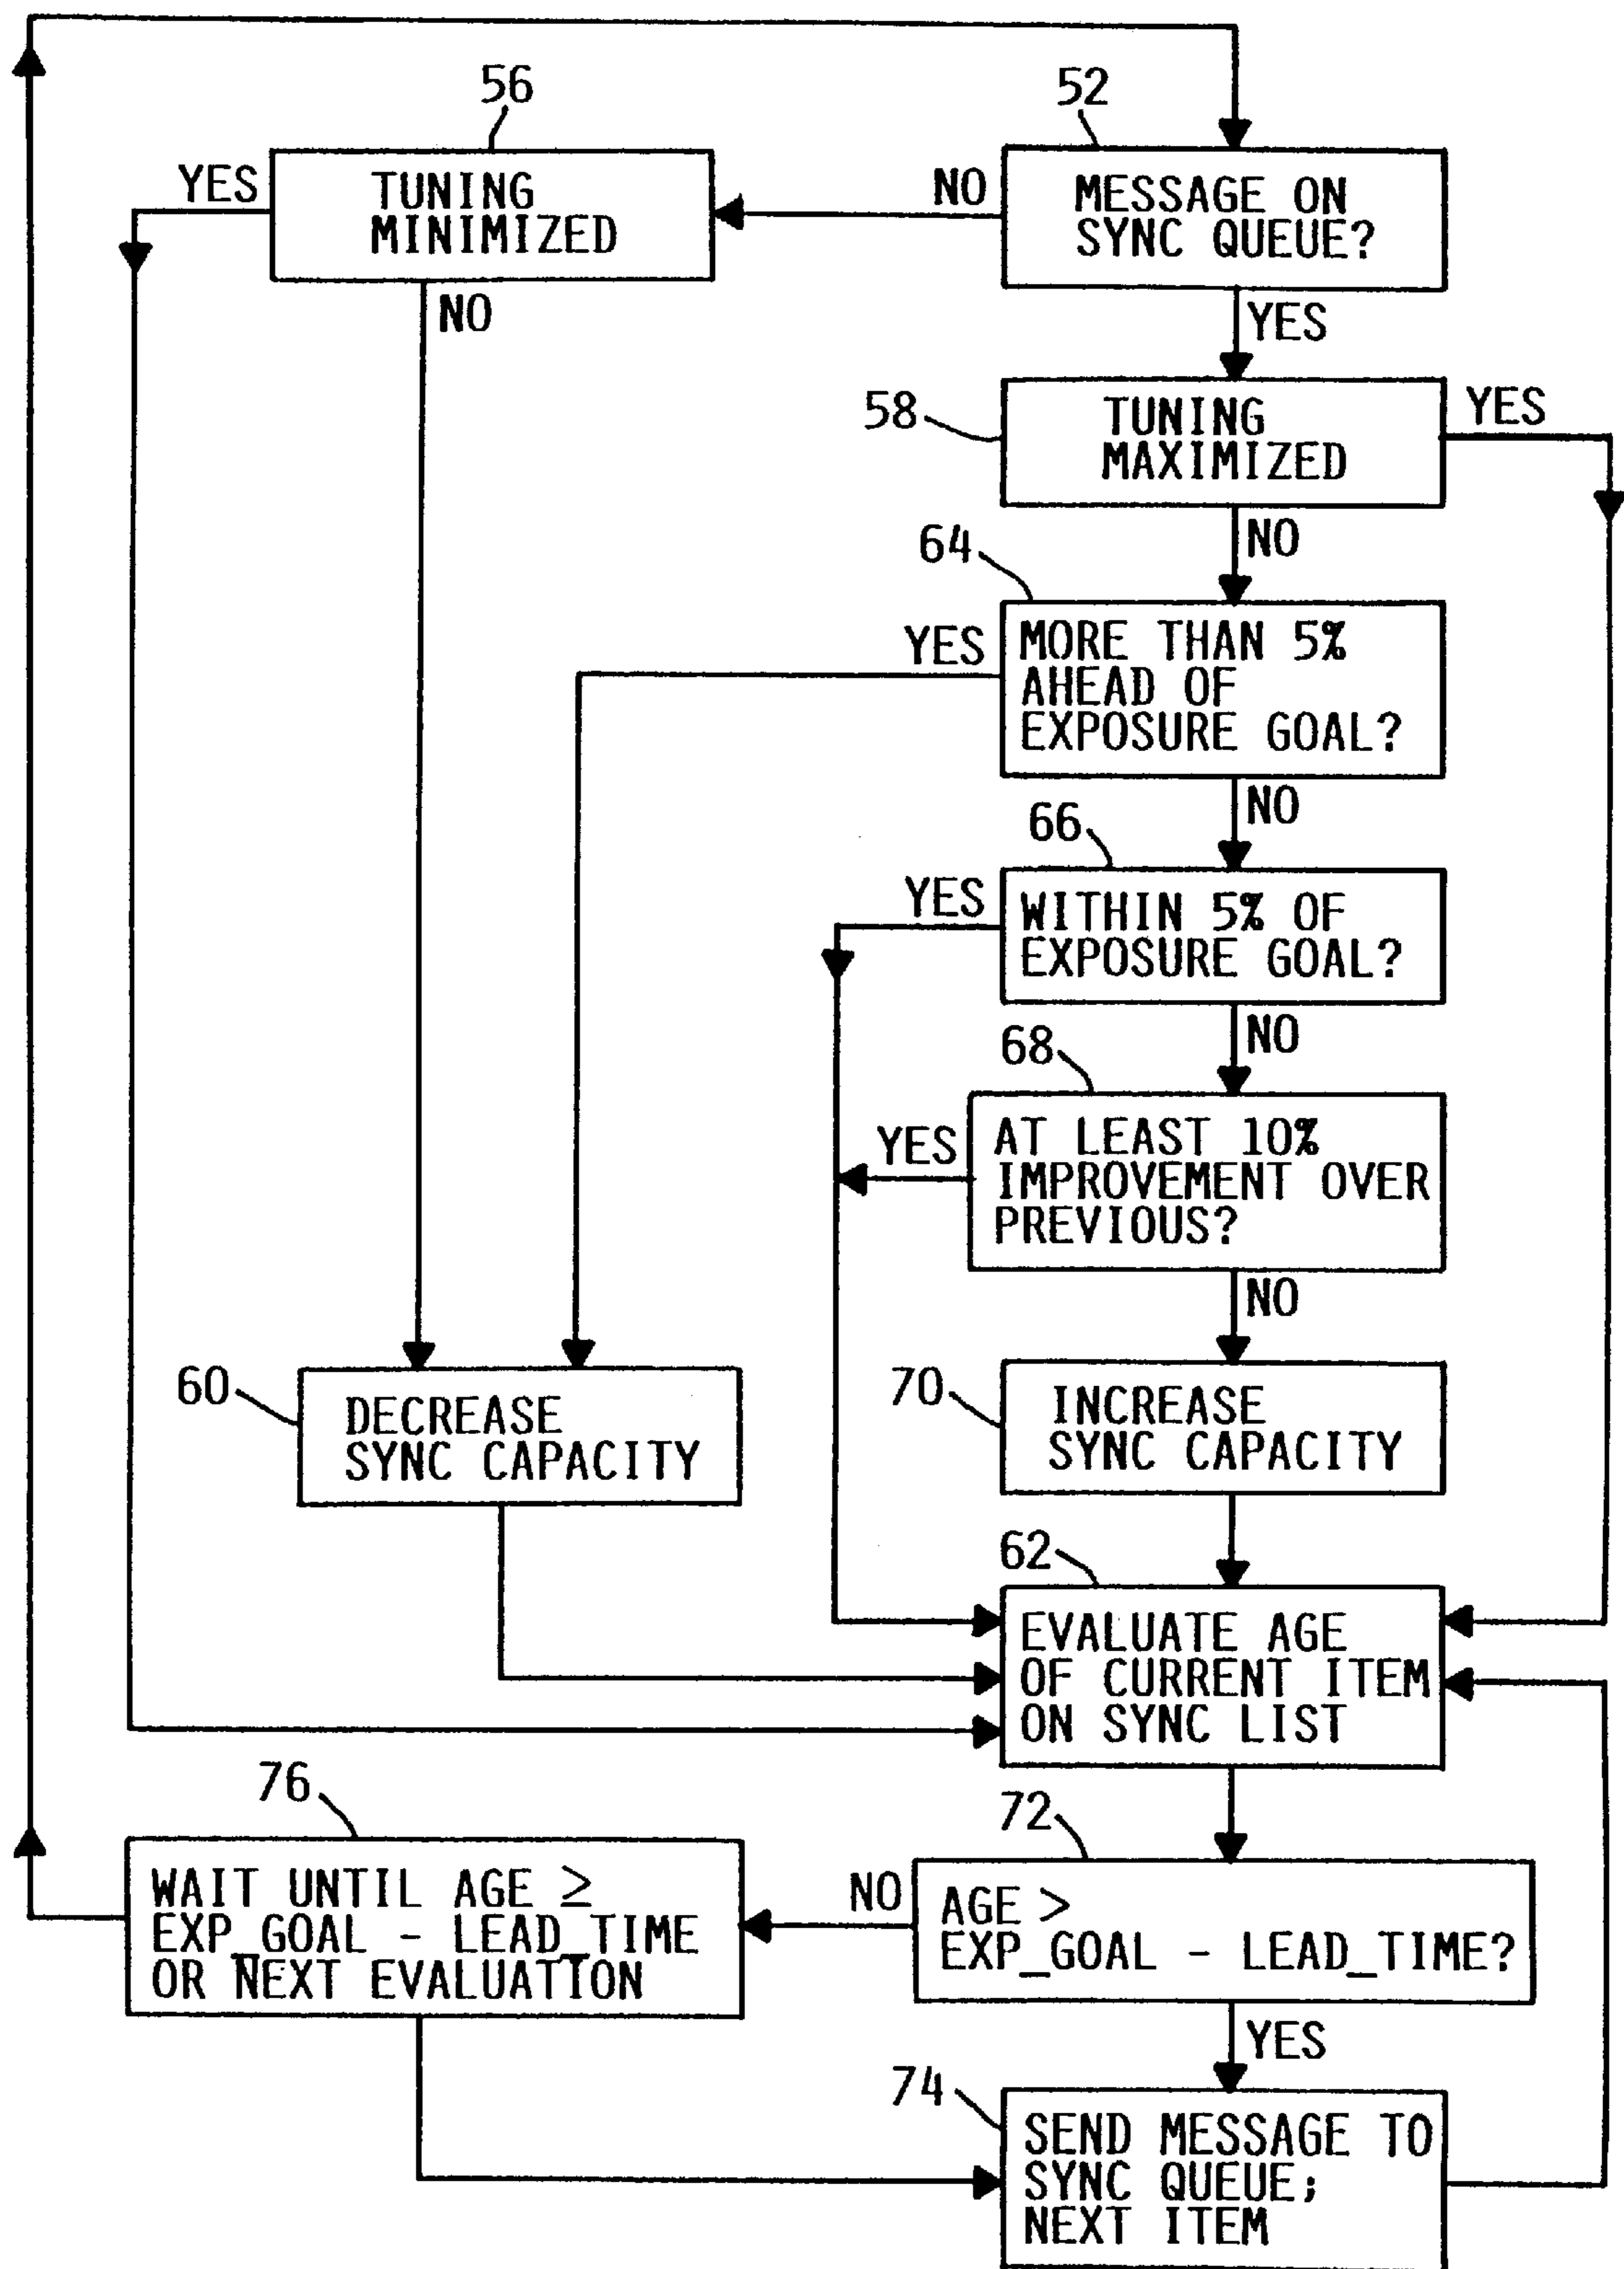 56
52
YES
TUNING
MINIMIZED
NO
MESSAGE ON
SYNC QUEUE?
NO
YES
58
TUNING
MAXIMIZED
YES
NO
64
YES
MORE THAN 5%
AHEAD OF
EXPOSURE GOAL?
NO
66
YES
WITHIN 5% OF
EXPOSURE GOAL?
NO
68
YES
AT LEAST 10%
IMPROVEMENT OVER
PREVIOUS?
NO
60
DECREASE
SYNC CAPACITY
70
INCREASE
SYNC CAPACITY
62
EVALUATE AGE
OF CURRENT ITEM
ON SYNC LIST
76
WAIT UNTIL AGE ≥
EXP_GOAL - LEAD_TIME
OR NEXT EVALUATION
72
NO
AGE >
EXP_GOAL - LEAD_TIME?
YES
74
SEND MESSAGE TO
SYNC QUEUE;
NEXT ITEM